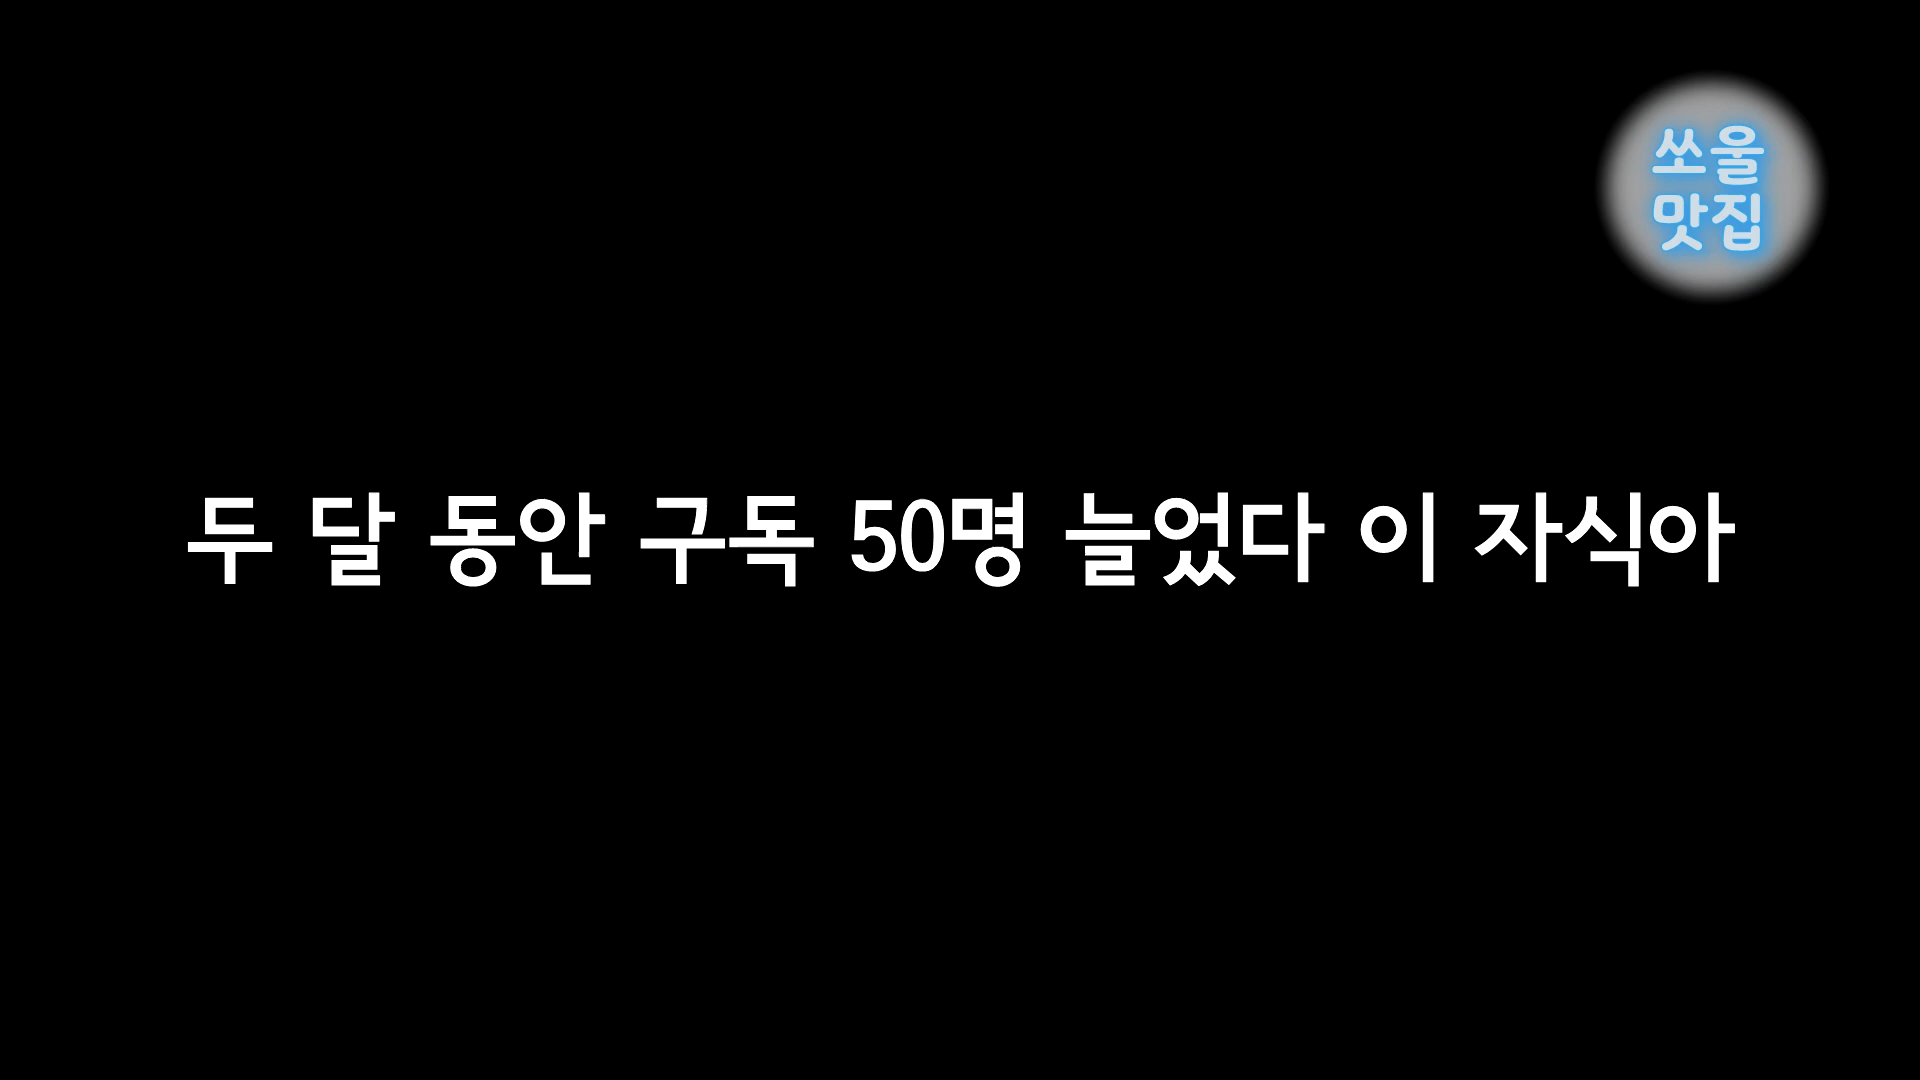 쏘울
맛집
두 달 동안 구독 50명 늘었다 이 자식아